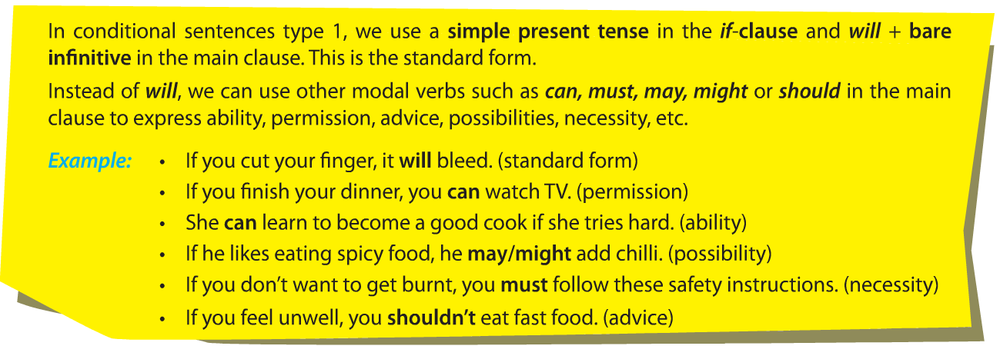 In conditional sentences type 1, we use a simple present tense in the if-clause and will + bare
infinitive in the main clause. This is the standard form.
Instead of will, we can use other modal verbs such as can, must, may, might or should in the main
clause to express ability, permission, advice, possibilities, necessity, etc.
Example: • If you cut your finger, it will bleed. (standard form)
• If you finish your dinner, you can watch TV. (permission)
• She can learn to become a good cook if she tries hard. (ability)
• If he likes eating spicy food, he may/might add chilli. (possibility)
• If you don’t want to get burnt, you must follow these safety instructions. (necessity)
• If you feel unwell, you shouldn’t eat fast food. (advice)